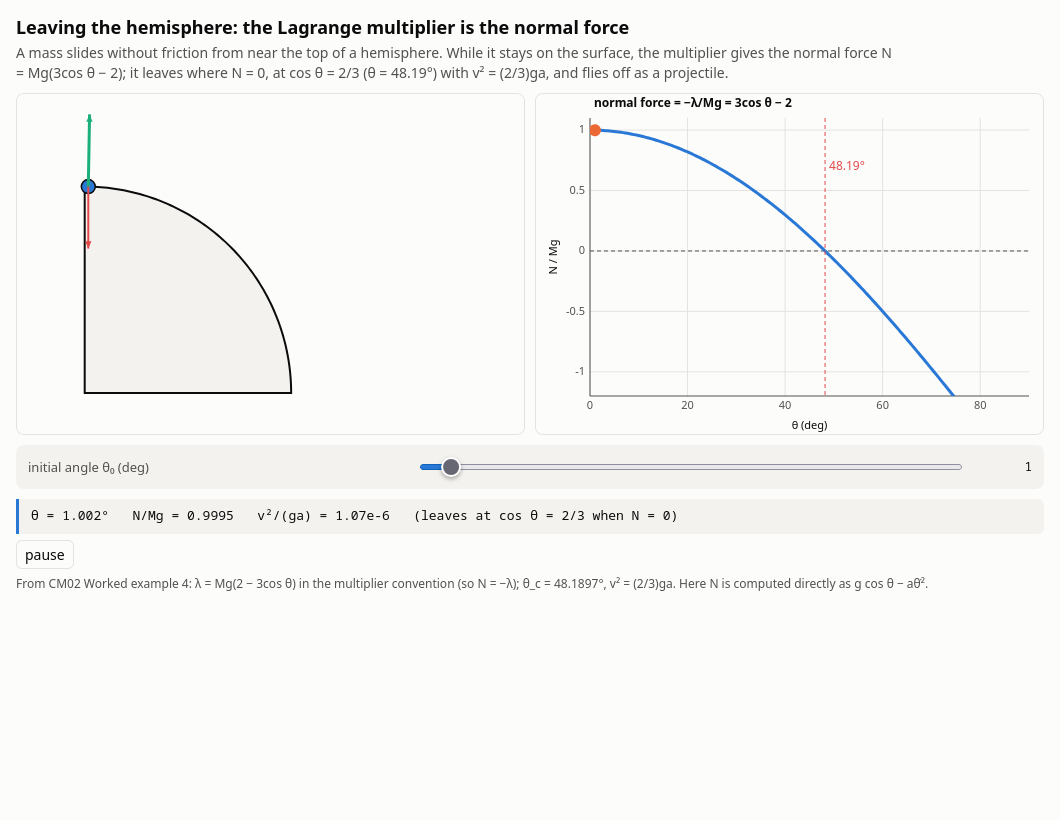 Leaving the hemisphere: the Lagrange multiplier is the normal force
A mass slides without friction from near the top of a hemisphere. While it stays on the surface, the multiplier gives the normal force N
= Mg(3cos θ − 2); it leaves where N = 0, at cos θ = 2/3 (θ = 48.19°) with v² = (2/3)ga, and flies off as a projectile.
normal force = −λ/Mg = 3cos θ − 2
1
0.5
0
-0.5
-1
N / Mg
48.19°
0
20
40
60
80
θ (deg)
initial angle θ₀ (deg)
1
θ = 1.002°   N/Mg = 0.9995   v²/(ga) = 1.07e-6   (leaves at cos θ = 2/3 when N = 0)
pause
From CM02 Worked example 4: λ = Mg(2 − 3cos θ) in the multiplier convention (so N = −λ); θ_c = 48.1897°, v² = (2/3)ga. Here N is computed directly as g cos θ − aθ̇².